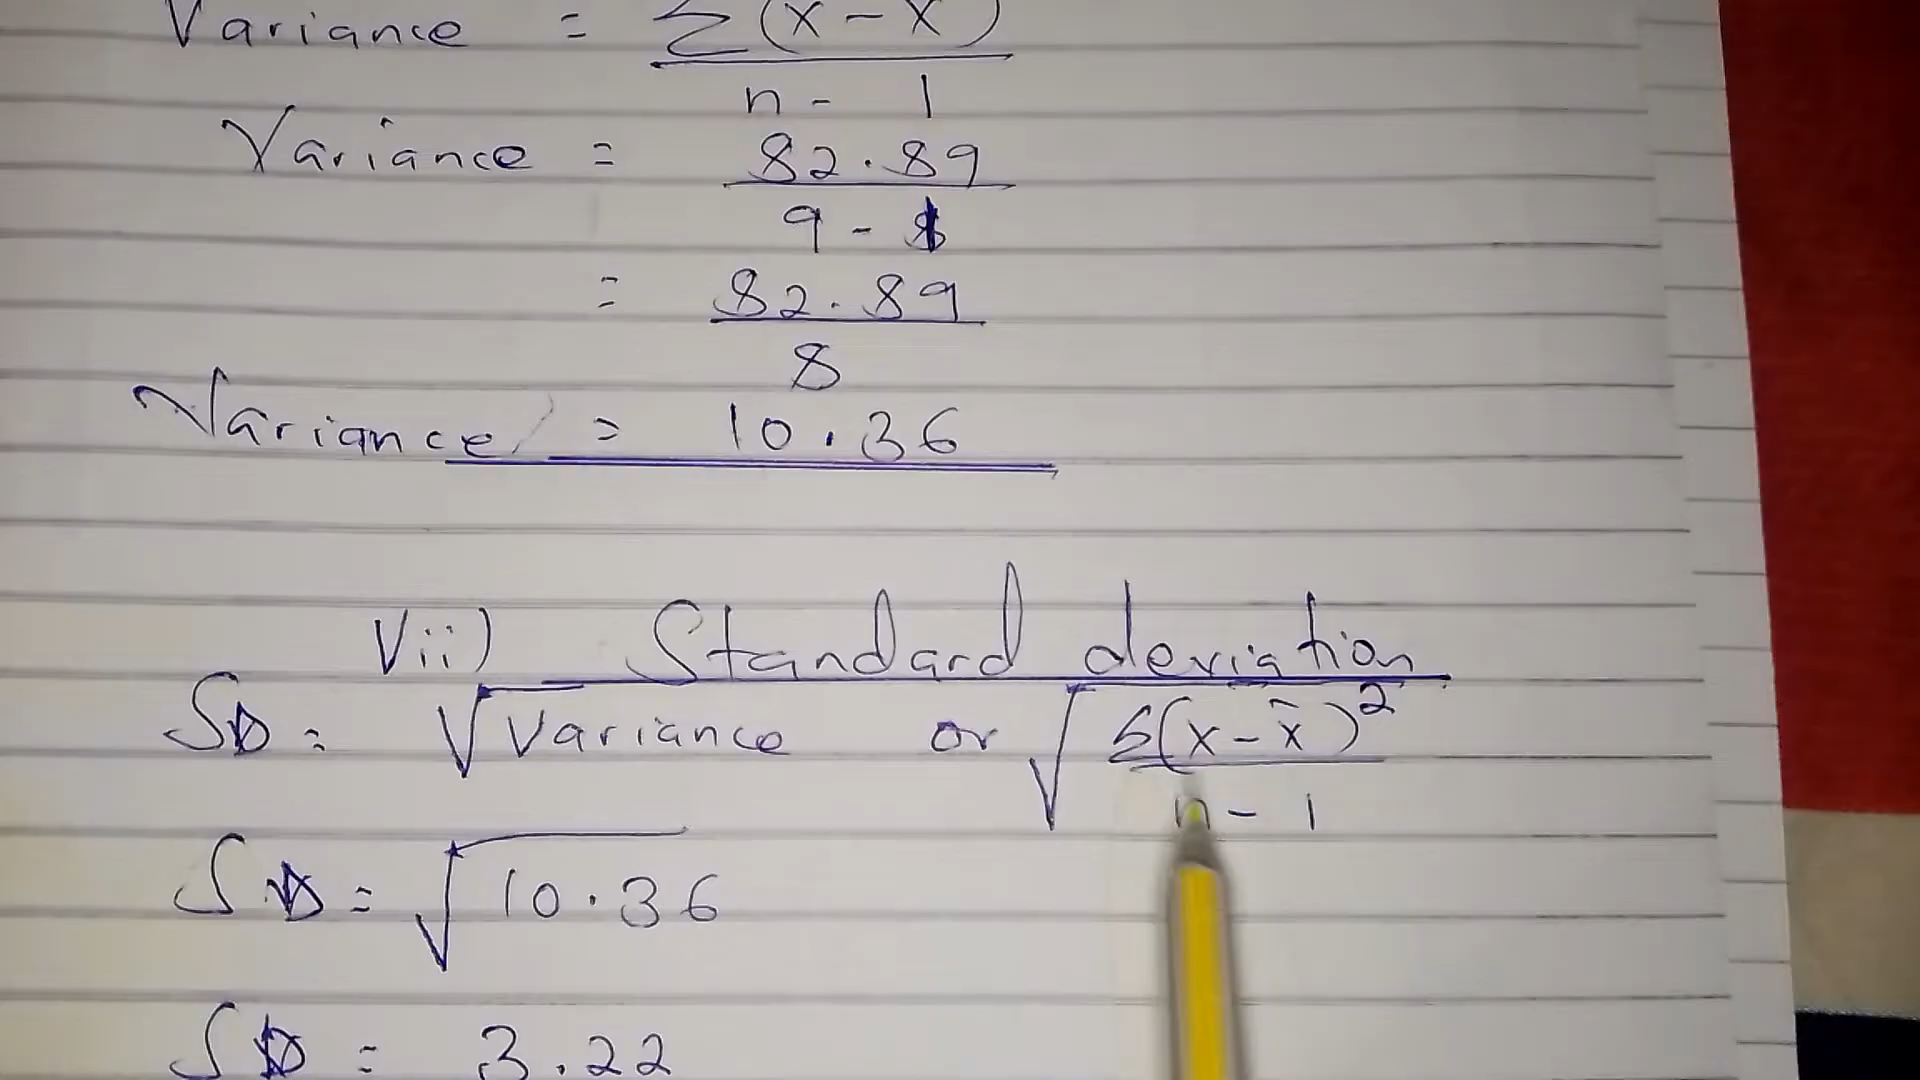 Variance = Σ(x - x̄)
n - 1
Variance = 82.89
9 - 1
= 82.89
8
Variance = 10.36
Vii) Standard deviation
SD = √Variance or √Σ(x - x̄)²
n - 1
SD = √10.36
SD = 3.22